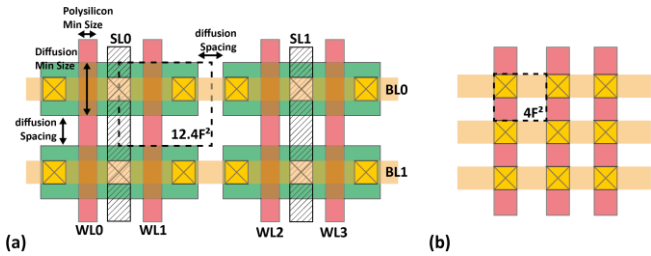 Polysilicon
Min Size
SL0
diffusion
Spacing
SL1
Diffusion
Min Size
BL0
diffusion
Spacing
12.4F²
4F²
BL1
WL0
WL1
WL2
WL3
(a)
(b)